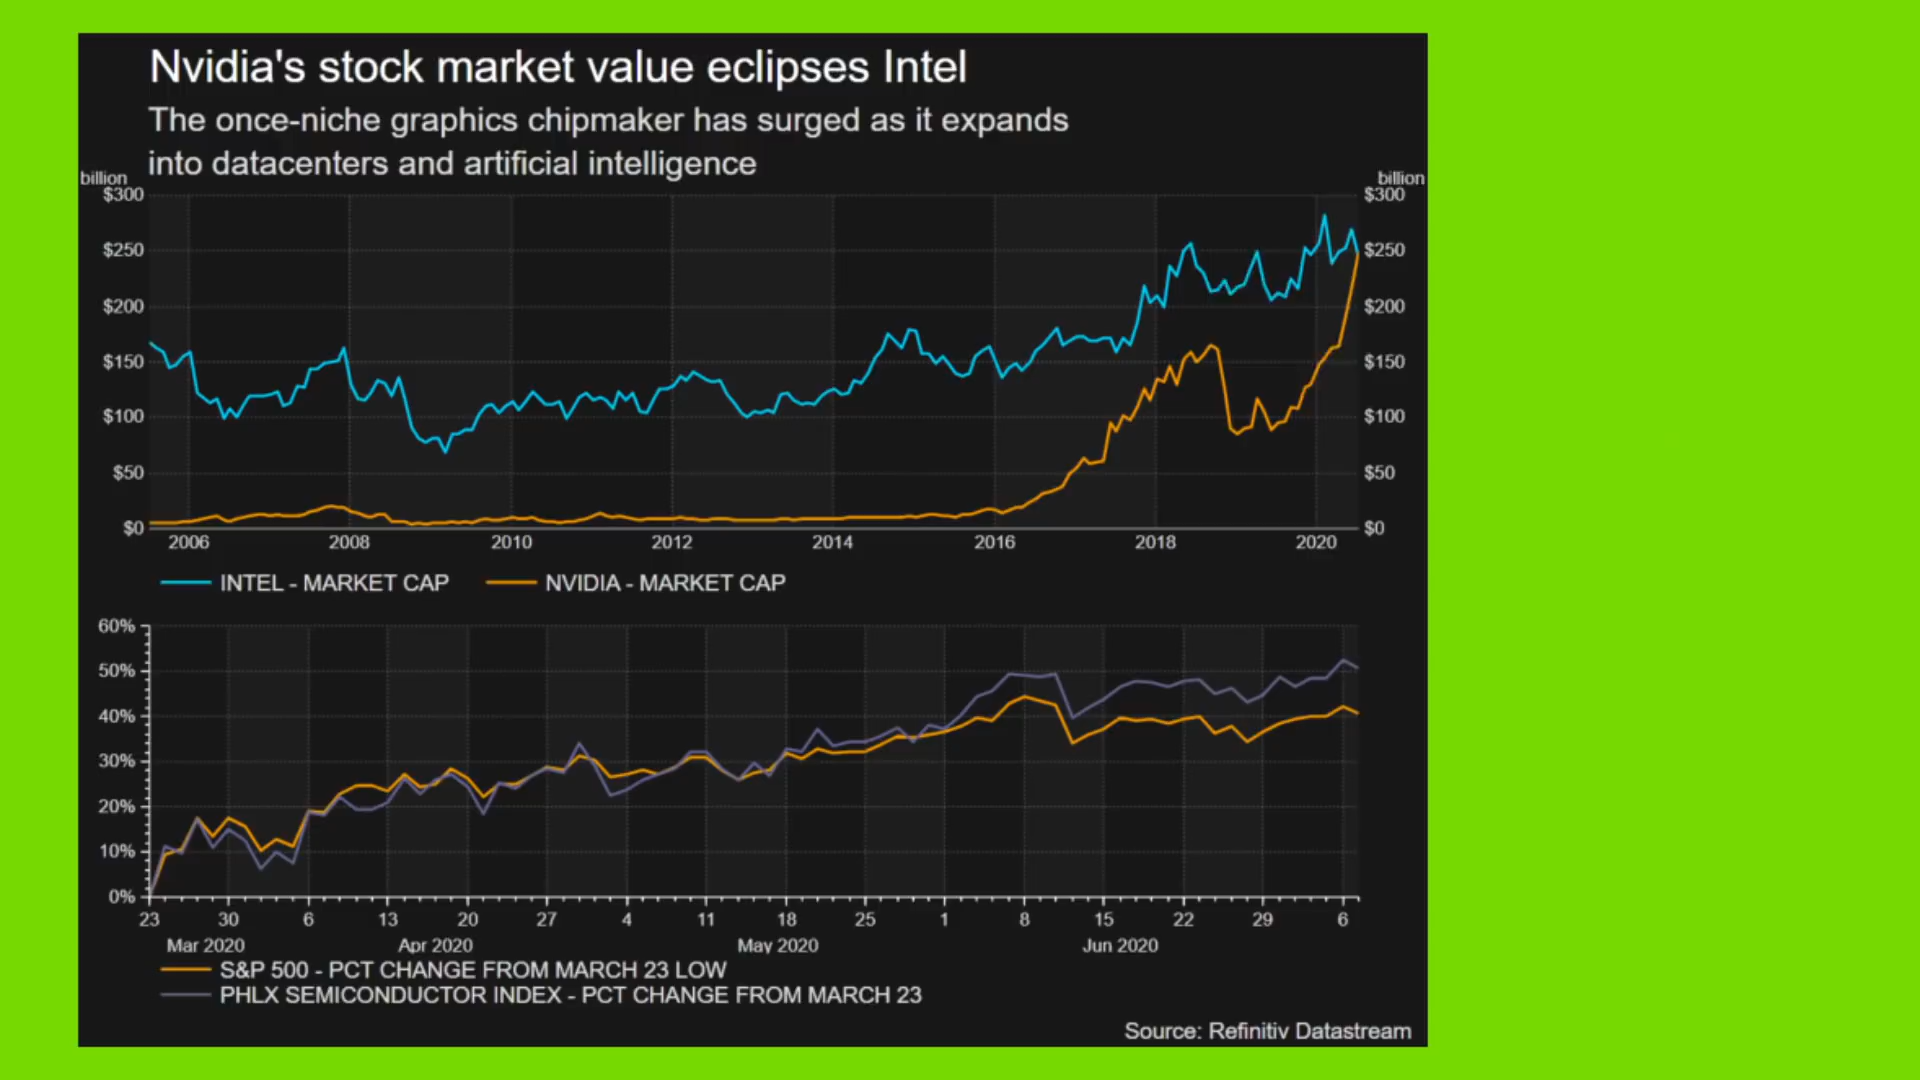 Nvidia's stock market value eclipses Intel
The once-niche graphics chipmaker has surged as it expands
into datacenters and artificial intelligence
billion billion
$300 $300
$250 $250
$200 $200
$150 $150
$100 $100
$50 $50
$0 $0
2006 2008 2010 2012 2014 2016 2018 2020
INTEL - MARKET CAP NVIDIA - MARKET CAP
60%
50%
40%
30%
20%
10%
0%
23 30 6 13 20 27 4 11 18 25 1 8 15 22 29 6
Mar 2020 Apr 2020 May 2020 Jun 2020
S&P 500 - PCT CHANGE FROM MARCH 23 LOW
PHLX SEMICONDUCTOR INDEX - PCT CHANGE FROM MARCH 23
Source: Refinitiv Datastream